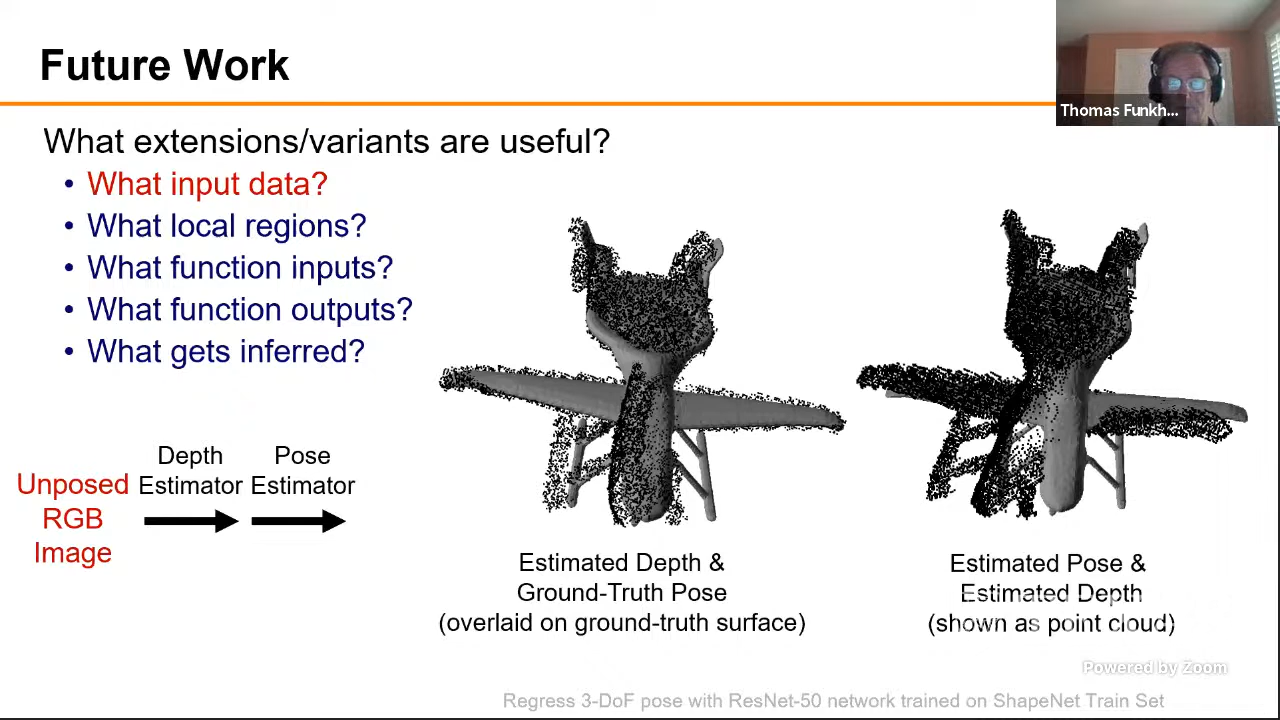 Future Work
Thomas Funkh...
What extensions/variants are useful?
• What input data?
• What local regions?
• What function inputs?
• What function outputs?
• What gets inferred?
Unposed
RGB
Image
Depth
Estimator
Pose
Estimator
Estimated Depth &
Ground-Truth Pose
(overlaid on ground-truth surface)
Estimated Pose &
Estimated Depth
(shown as point cloud)
Powered by Zoom
Regress 3-DoF pose with ResNet-50 network trained on ShapeNet Train Set